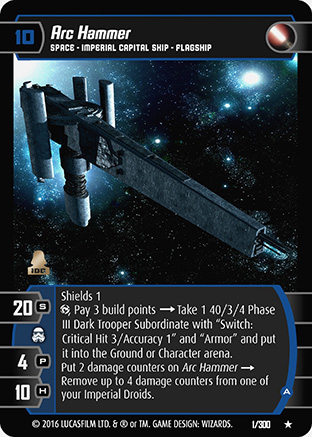 10 Arc Hammer
SPACE - IMPERIAL CAPITAL SHIP - FLAGSHIP
IDC
Shields 1
Pay 3 build points → Take 1 40/3/4 Phase
III Dark Trooper Subordinate with “Switch:
Critical Hit 3/Accuracy 1” and “Armor” and put
it into the Ground or Character arena.
Put 2 damage counters on Arc Hammer →
Remove up to 4 damage counters from one of
your Imperial Droids.
20 S
4 P
10 H
A
© 2016 LUCASFILM LTD. & ® or TM. GAME DESIGN: WIZARDS. 1/300 ★